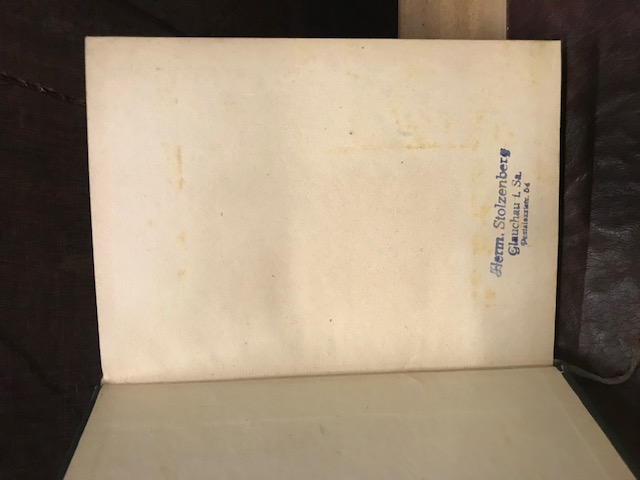 Herm. Stolzenberg
Glauchau i. Sa.
Pestalozzistr. 64